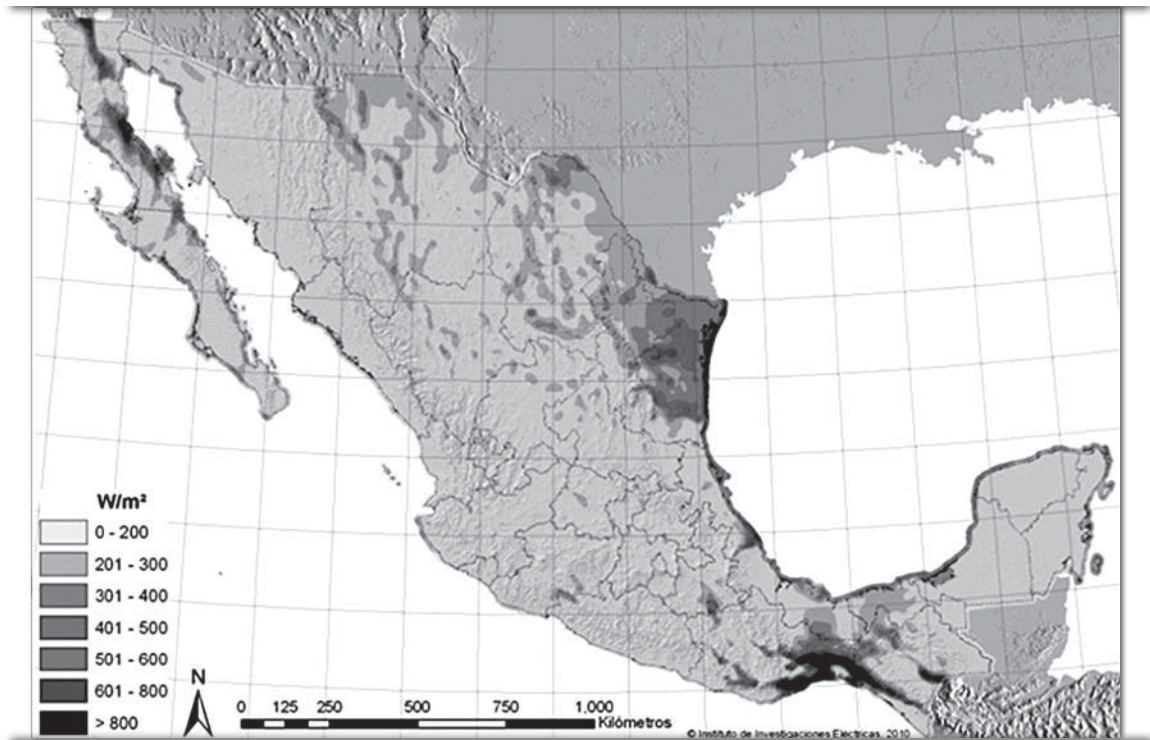 W/m²
0 - 200
201 - 300
301 - 400
401 - 500
501 - 600
601 - 800
> 800
N
0 125 250 500 750 1,000
Kilómetros
© Instituto de Investigaciones Eléctricas, 2010